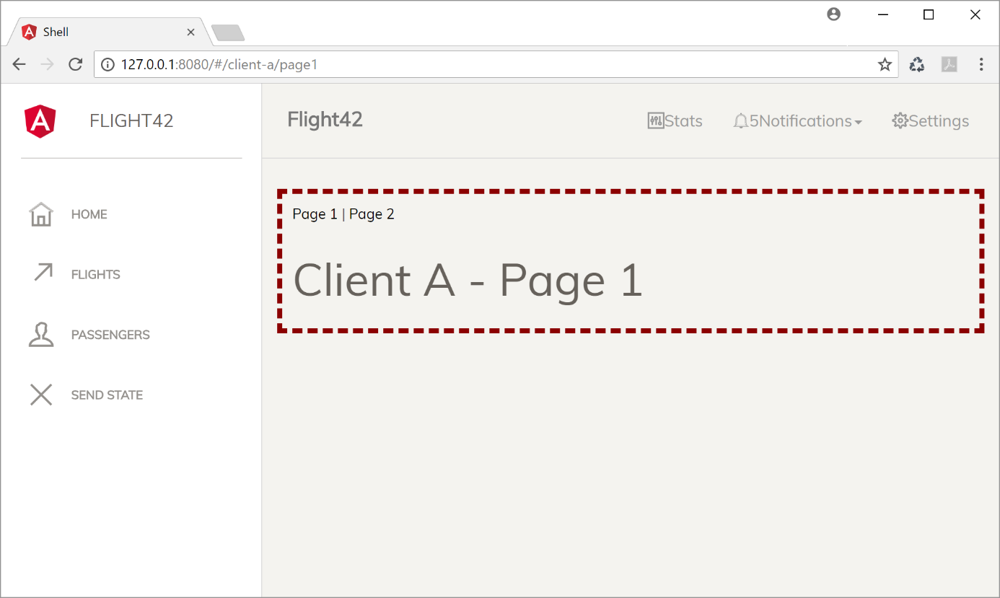 Shell
127.0.0.1:8080/#/client-a/page1
FLIGHT42
Flight42
Stats
5Notifications
Settings
HOME
FLIGHTS
PASSENGERS
SEND STATE
Page 1 | Page 2
Client A - Page 1